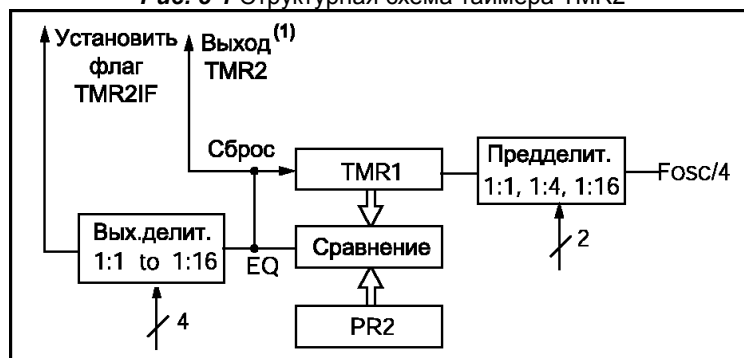 Рис. 6-1 Структурная схема таймера TMR2
Установить
флаг
TMR2IF
Выход(1)
TMR2
Сброс
TMR1
Предделит.
1:1, 1:4, 1:16
Fosc/4
Вых.делит.
1:1 to 1:16
EQ
Сравнение
2
4
PR2